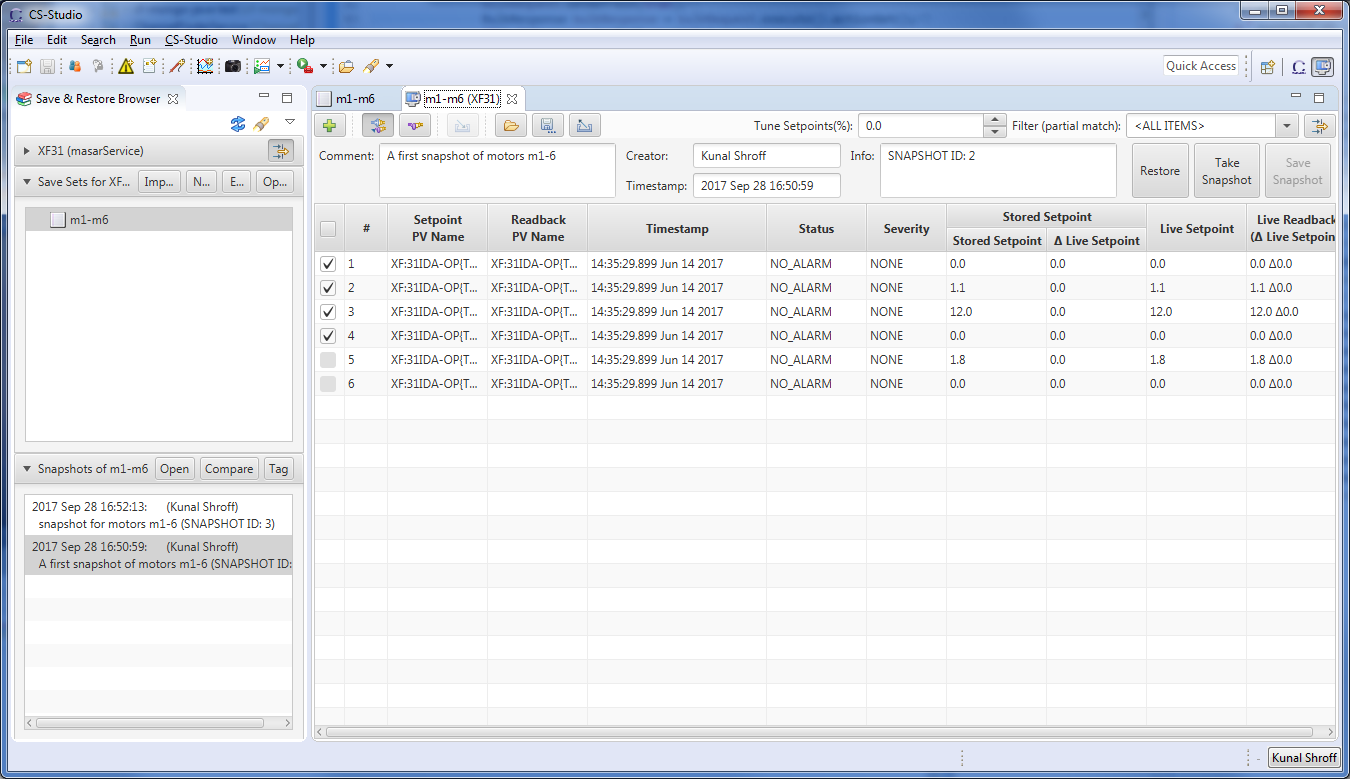 CS-Studio
File Edit Search Run CS-Studio Window Help
Quick Access
Save & Restore Browser
XF31 (masarService)
Save Sets for XF... Imp... N... E... Op...
m1-m6
Snapshots of m1-m6 Open Compare Tag
2017 Sep 28 16:52:13: (Kunal Shroff)
snapshot for motors m1-6 (SNAPSHOT ID: 3)
2017 Sep 28 16:50:59: (Kunal Shroff)
A first snapshot of motors m1-6 (SNAPSHOT ID:
m1-m6 m1-m6 (XF31)
Tune Setpoints(%): 0.0 Filter (partial match): <ALL ITEMS>
Comment: A first snapshot of motors m1-6 Creator: Kunal Shroff Info: SNAPSHOT ID: 2
Timestamp: 2017 Sep 28 16:50:59
Restore
Take
Snapshot
Save
Snapshot
# Setpoint PV Name Readback PV Name Timestamp Status Severity Stored Setpoint Live Setpoint Live Readback (Δ Live Setpoin
Stored Setpoint Δ Live Setpoint
1 XF:31IDA-OP{T... XF:31IDA-OP{T... 14:35:29.899 Jun 14 2017 NO_ALARM NONE 0.0 0.0 0.0 0.0 Δ0.0
2 XF:31IDA-OP{T... XF:31IDA-OP{T... 14:35:29.899 Jun 14 2017 NO_ALARM NONE 1.1 0.0 1.1 1.1 Δ0.0
3 XF:31IDA-OP{T... XF:31IDA-OP{T... 14:35:29.899 Jun 14 2017 NO_ALARM NONE 12.0 0.0 12.0 12.0 Δ0.0
4 XF:31IDA-OP{T... XF:31IDA-OP{T... 14:35:29.899 Jun 14 2017 NO_ALARM NONE 0.0 0.0 0.0 0.0 Δ0.0
5 XF:31IDA-OP{T... XF:31IDA-OP{T... 14:35:29.899 Jun 14 2017 NO_ALARM NONE 1.8 0.0 1.8 1.8 Δ0.0
6 XF:31IDA-OP{T... XF:31IDA-OP{T... 14:35:29.899 Jun 14 2017 NO_ALARM NONE 0.0 0.0 0.0 0.0 Δ0.0
Kunal Shroff